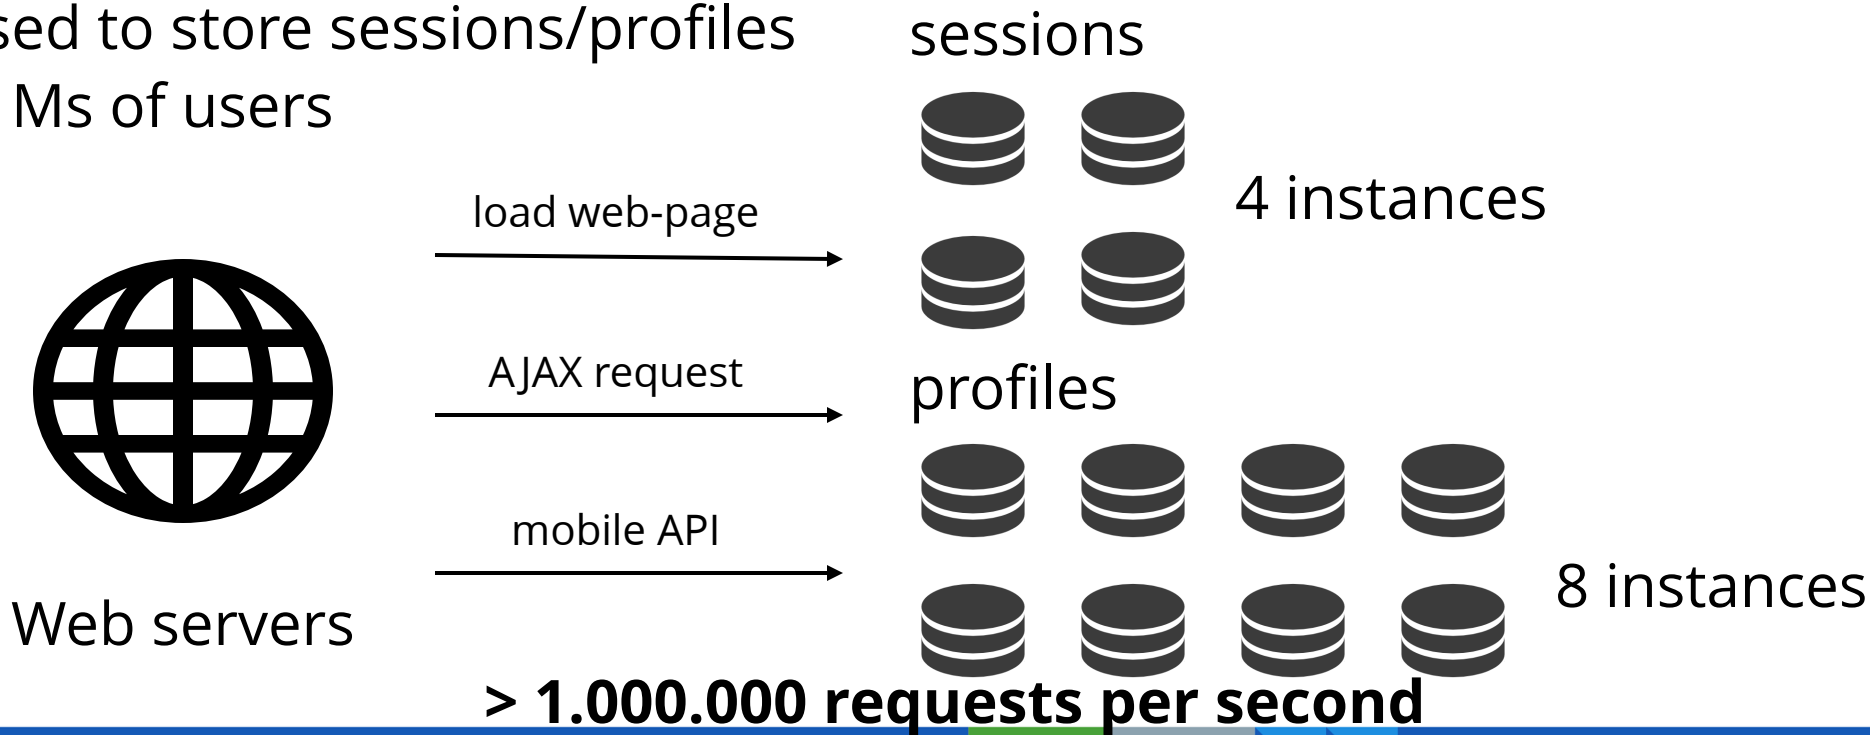 sed to store sessions/profiles
Ms of users
sessions
4 instances
load web-page
AJAX request
profiles
mobile API
8 instances
Web servers
> 1.000.000 requests per second